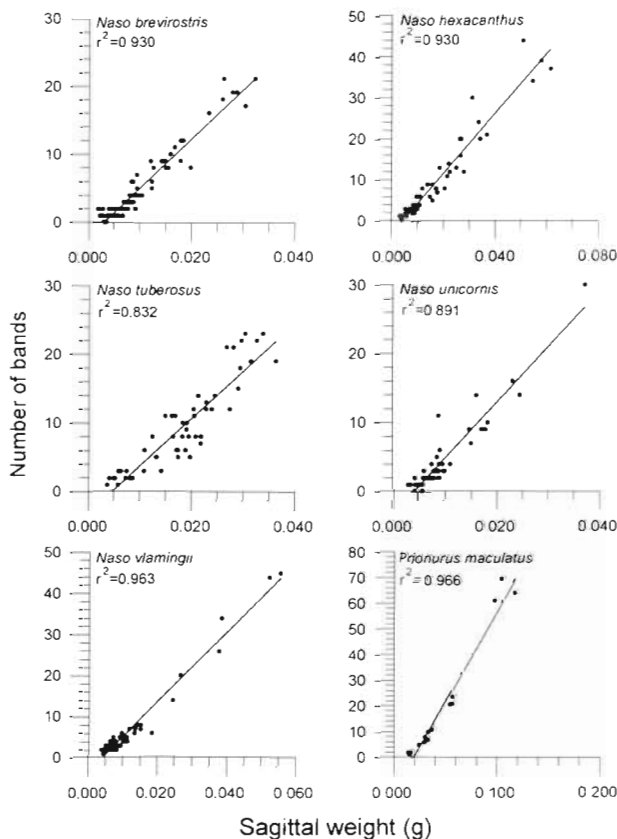 Naso brevirostris
r²=0.930
30
20
10
0
0.000 0.020 0.040
Naso hexacanthus
r²=0.930
50
40
30
20
10
0
0.000 0.040 0.080
Naso tuberosus
r²=0.832
30
20
10
0
0.000 0.020 0.040
Naso unicornis
r²=0.891
30
20
10
0
0.000 0.020 0.040
Naso vlamingii
r²=0.963
50
40
30
20
10
0
0.000 0.020 0.040 0.060
Prionurus maculatus
r²=0.966
80
70
60
50
40
30
20
10
0
0.000 0.100 0.200
Number of bands
Sagittal weight (g)